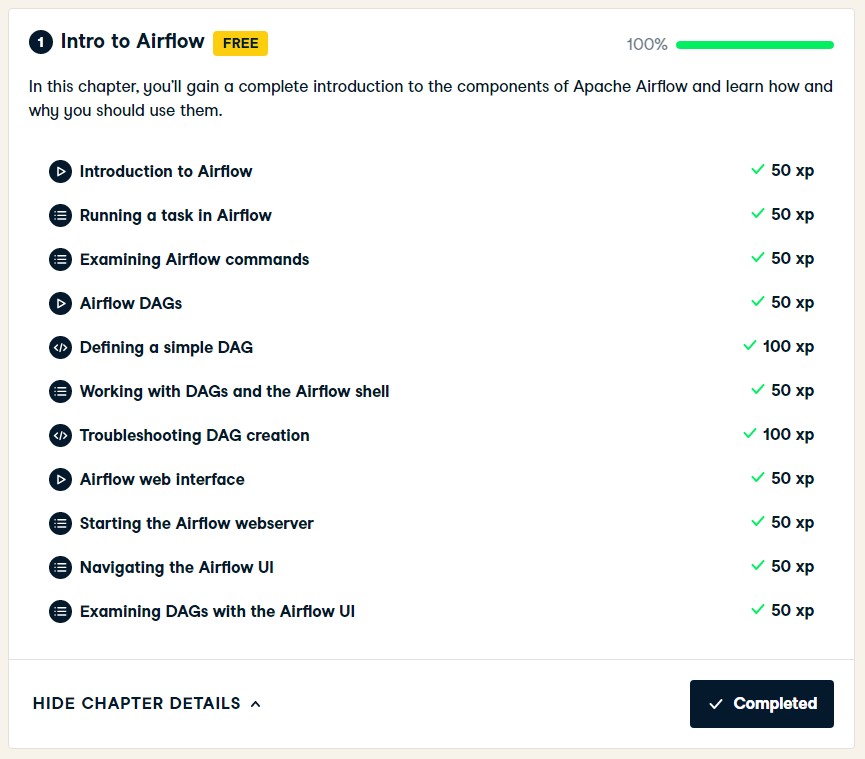 1 Intro to Airflow FREE 100%
In this chapter, you'll gain a complete introduction to the components of Apache Airflow and learn how and
why you should use them.
Introduction to Airflow 50 xp
Running a task in Airflow 50 xp
Examining Airflow commands 50 xp
Airflow DAGs 50 xp
Defining a simple DAG 100 xp
Working with DAGs and the Airflow shell 50 xp
Troubleshooting DAG creation 100 xp
Airflow web interface 50 xp
Starting the Airflow webserver 50 xp
Navigating the Airflow UI 50 xp
Examining DAGs with the Airflow UI 50 xp
HIDE CHAPTER DETAILS Completed